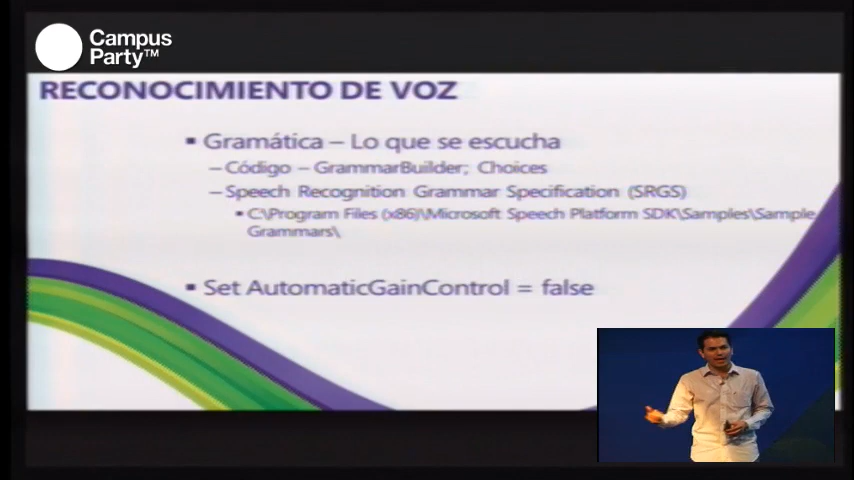 Campus
Party™
RECONOCIMIENTO DE VOZ
▪ Gramática – Lo que se escucha
– Código – GrammarBuilder; Choices
– Speech Recognition Grammar Specification (SRGS)
▪ C:\Program Files (x86)\Microsoft Speech Platform SDK\Samples\Sample
Grammars\
▪ Set AutomaticGainControl = false